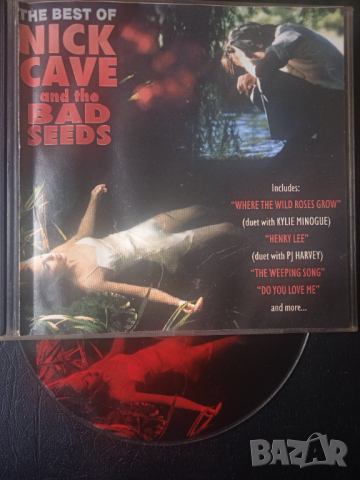 THE BEST OF
NICK
CAVE
and the
BAD
SEEDS
Includes:
"WHERE THE WILD ROSES GROW"
(duet with KYLIE MINOGUE)
"HENRY LEE"
(duet with PJ HARVEY)
"THE WEEPING SONG"
"DO YOU LOVE ME"
and more...
BAZAR
bg